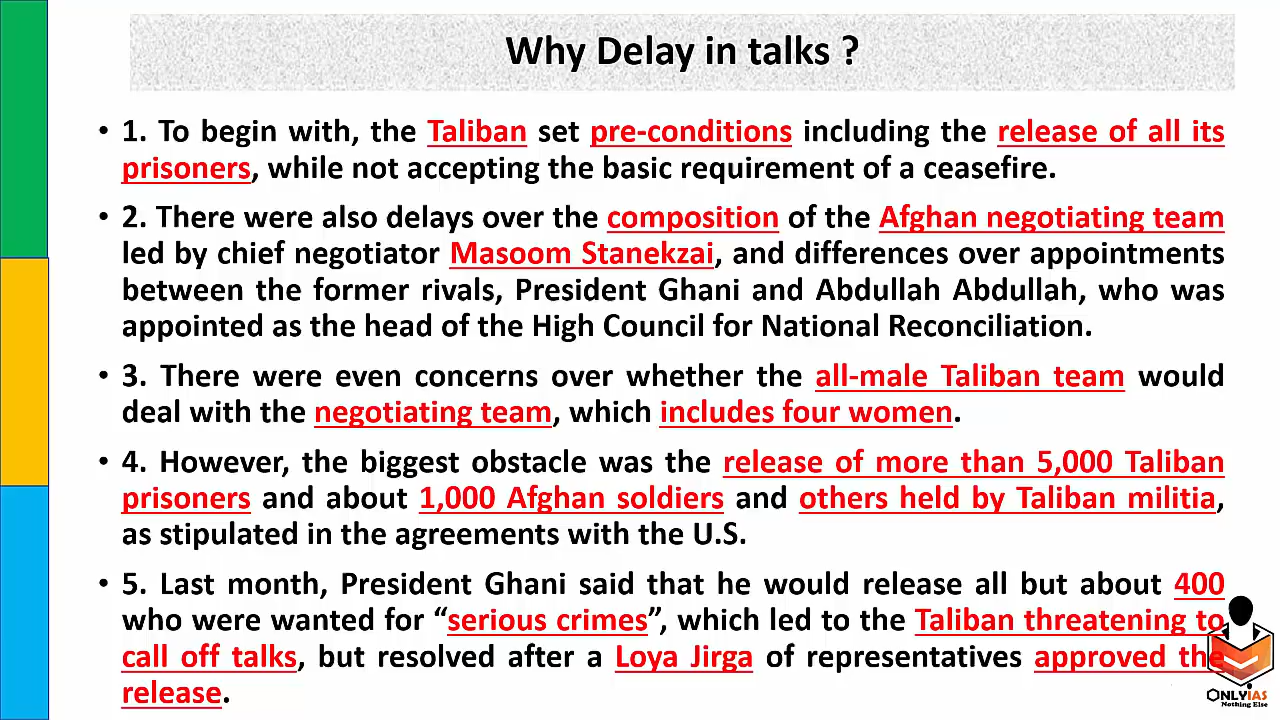 Why Delay in talks ?
• 1. To begin with, the Taliban set pre-conditions including the release of all its
prisoners, while not accepting the basic requirement of a ceasefire.
• 2. There were also delays over the composition of the Afghan negotiating team
led by chief negotiator Masoom Stanekzai, and differences over appointments
between the former rivals, President Ghani and Abdullah Abdullah, who was
appointed as the head of the High Council for National Reconciliation.
• 3. There were even concerns over whether the all-male Taliban team would
deal with the negotiating team, which includes four women.
• 4. However, the biggest obstacle was the release of more than 5,000 Taliban
prisoners and about 1,000 Afghan soldiers and others held by Taliban militia,
as stipulated in the agreements with the U.S.
• 5. Last month, President Ghani said that he would release all but about 400
who were wanted for “serious crimes”, which led to the Taliban threatening to
call off talks, but resolved after a Loya Jirga of representatives approved the
release.
ONLYIAS
Nothing Else